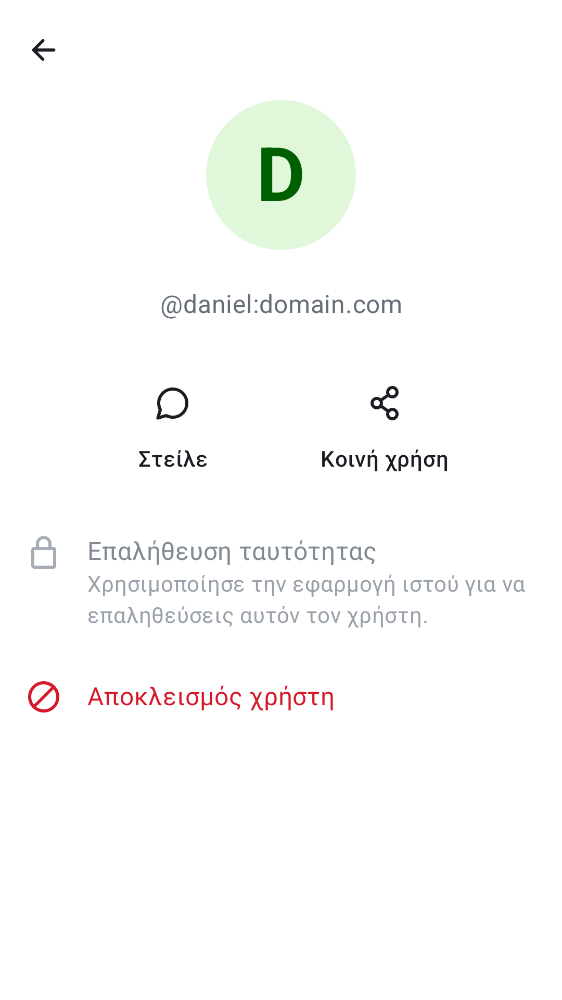 D
@daniel:domain.com
Στείλε
Κοινή χρήση
Επαλήθευση ταυτότητας
Χρησιμοποίησε την εφαρμογή ιστού για να
επαληθεύσεις αυτόν τον χρήστη.
Αποκλεισμός χρήστη